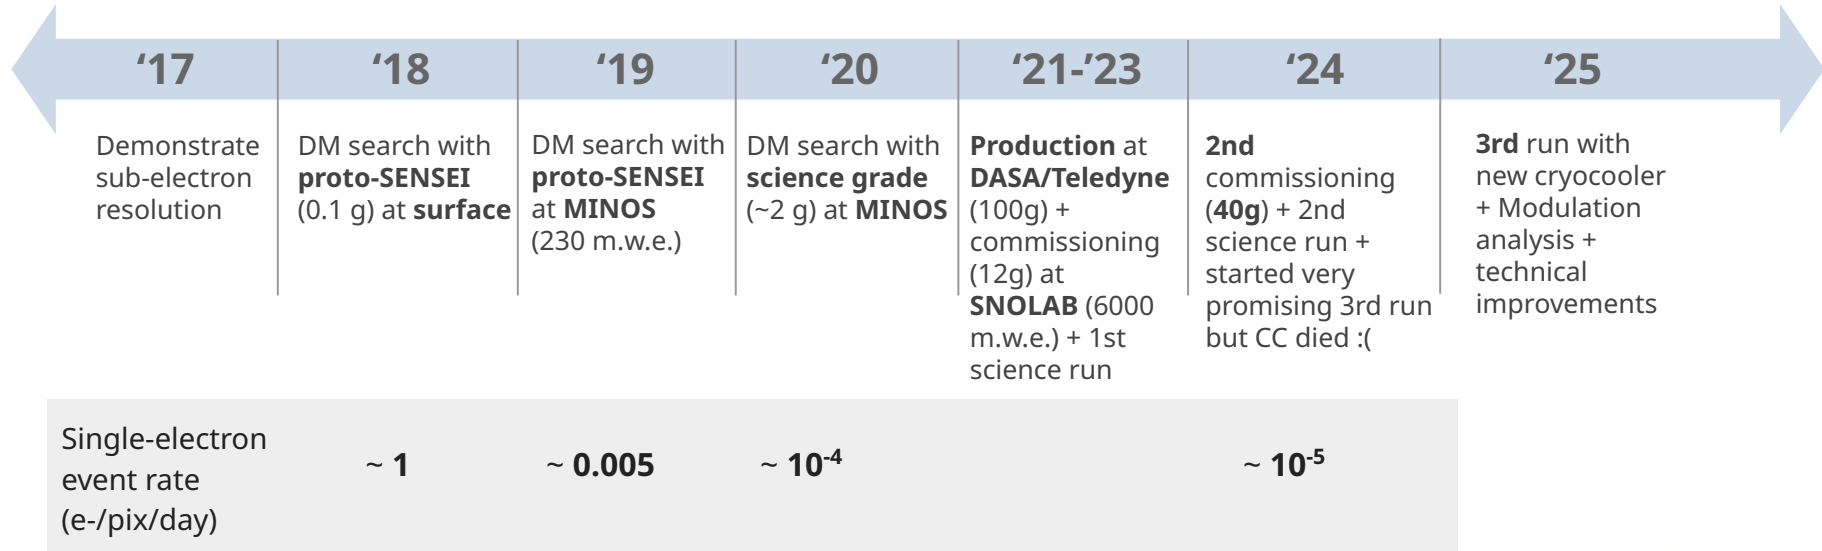 ‘17
‘18
‘19
‘20
‘21-’23
‘24
‘25
Demonstrate
sub-electron
resolution
DM search with
proto-SENSEI
(0.1 g) at surface
DM search with
proto-SENSEI
at MINOS
(230 m.w.e.)
DM search with
science grade
(~2 g) at MINOS
Production at
DASA/Teledyne
(100g) +
commissioning
(12g) at
SNOLAB (6000
m.w.e.) + 1st
science run
2nd
commissioning
(40g) + 2nd
science run +
started very
promising 3rd run
but CC died :(
3rd run with
new cryocooler
+ Modulation
analysis +
technical
improvements
Single-electron
event rate
(e-/pix/day)
~ 1
~ 0.005
~ 10⁻⁴
~ 10⁻⁵